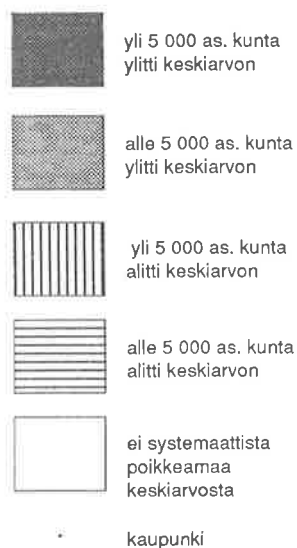 yli 5 000 as. kunta
ylitti keskiarvon
alle 5 000 as. kunta
ylitti keskiarvon
yli 5 000 as. kunta
alitti keskiarvon
alle 5 000 as. kunta
alitti keskiarvon
ei systemaattista
poikkeamaa
keskiarvosta
kaupunki